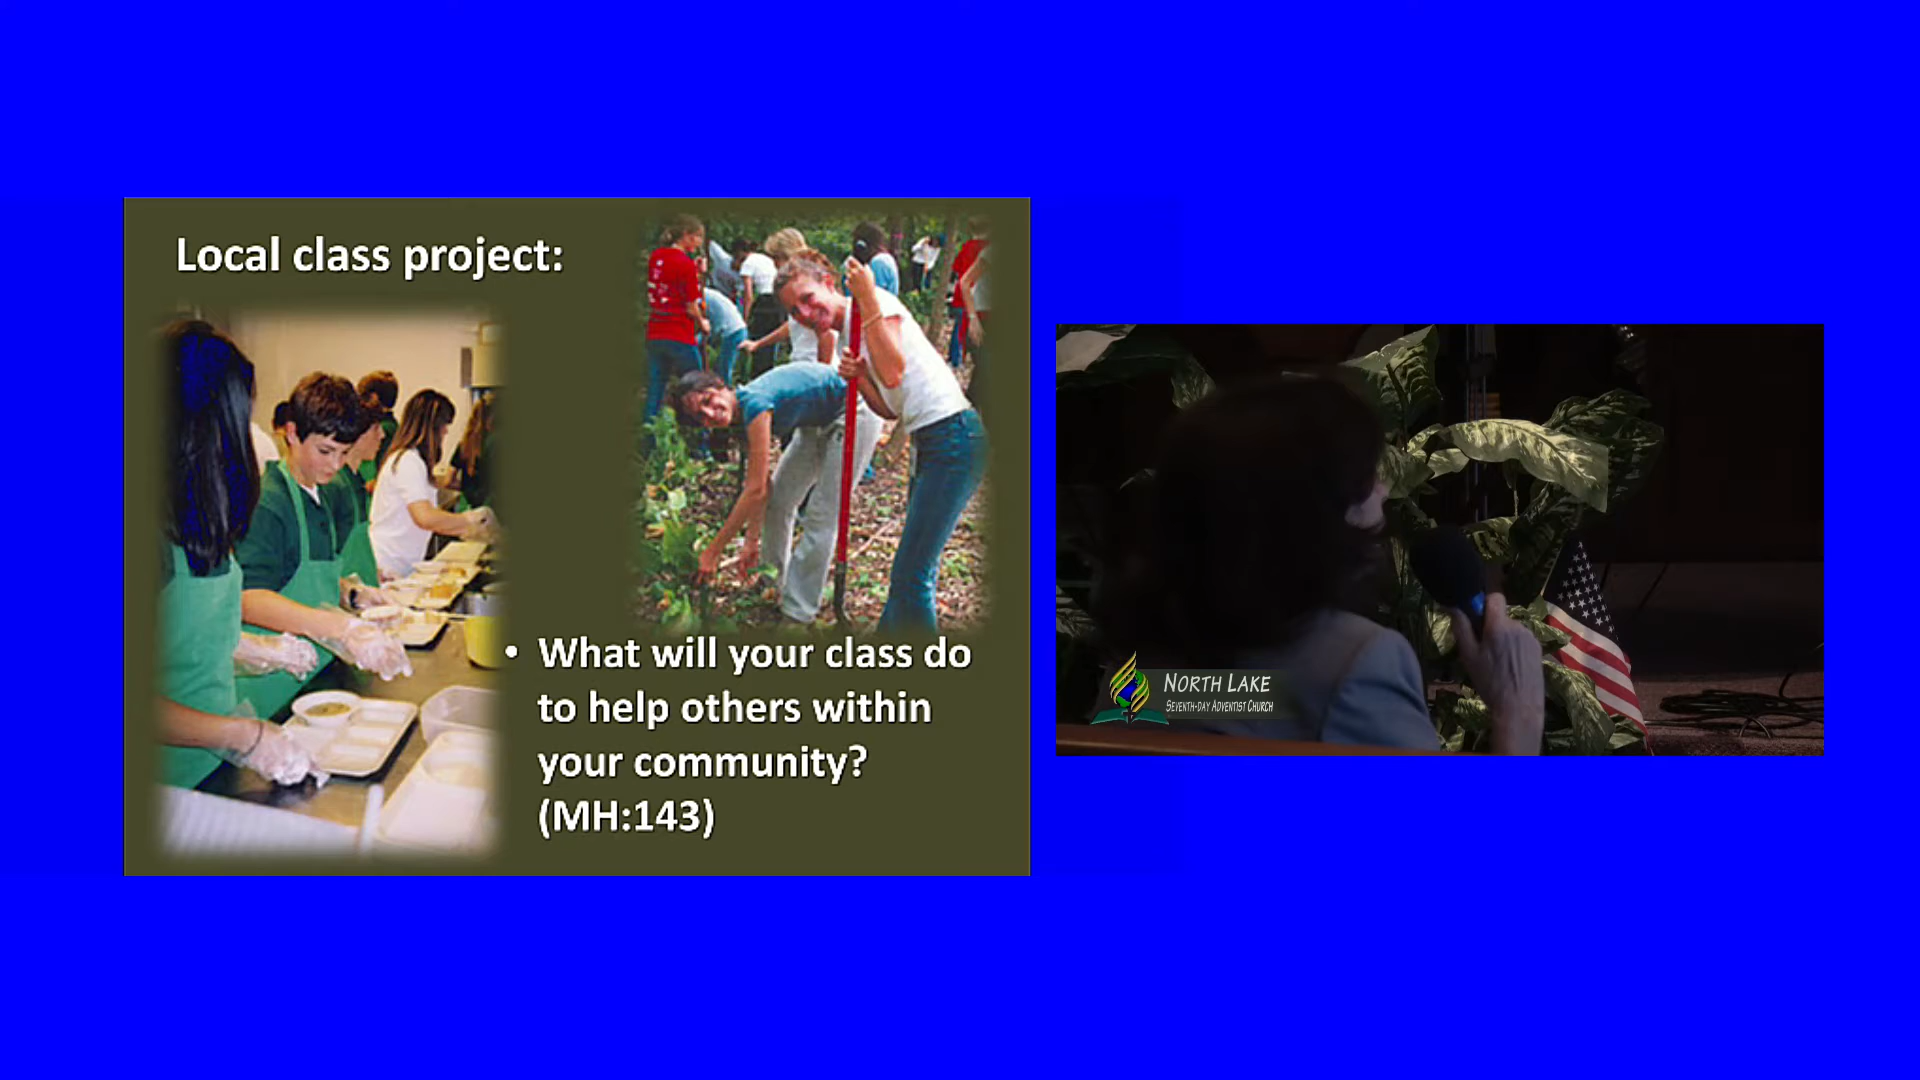 Local class project:
• What will your class do
to help others within
your community?
(MH:143)
North Lake
Seventh-day Adventist Church